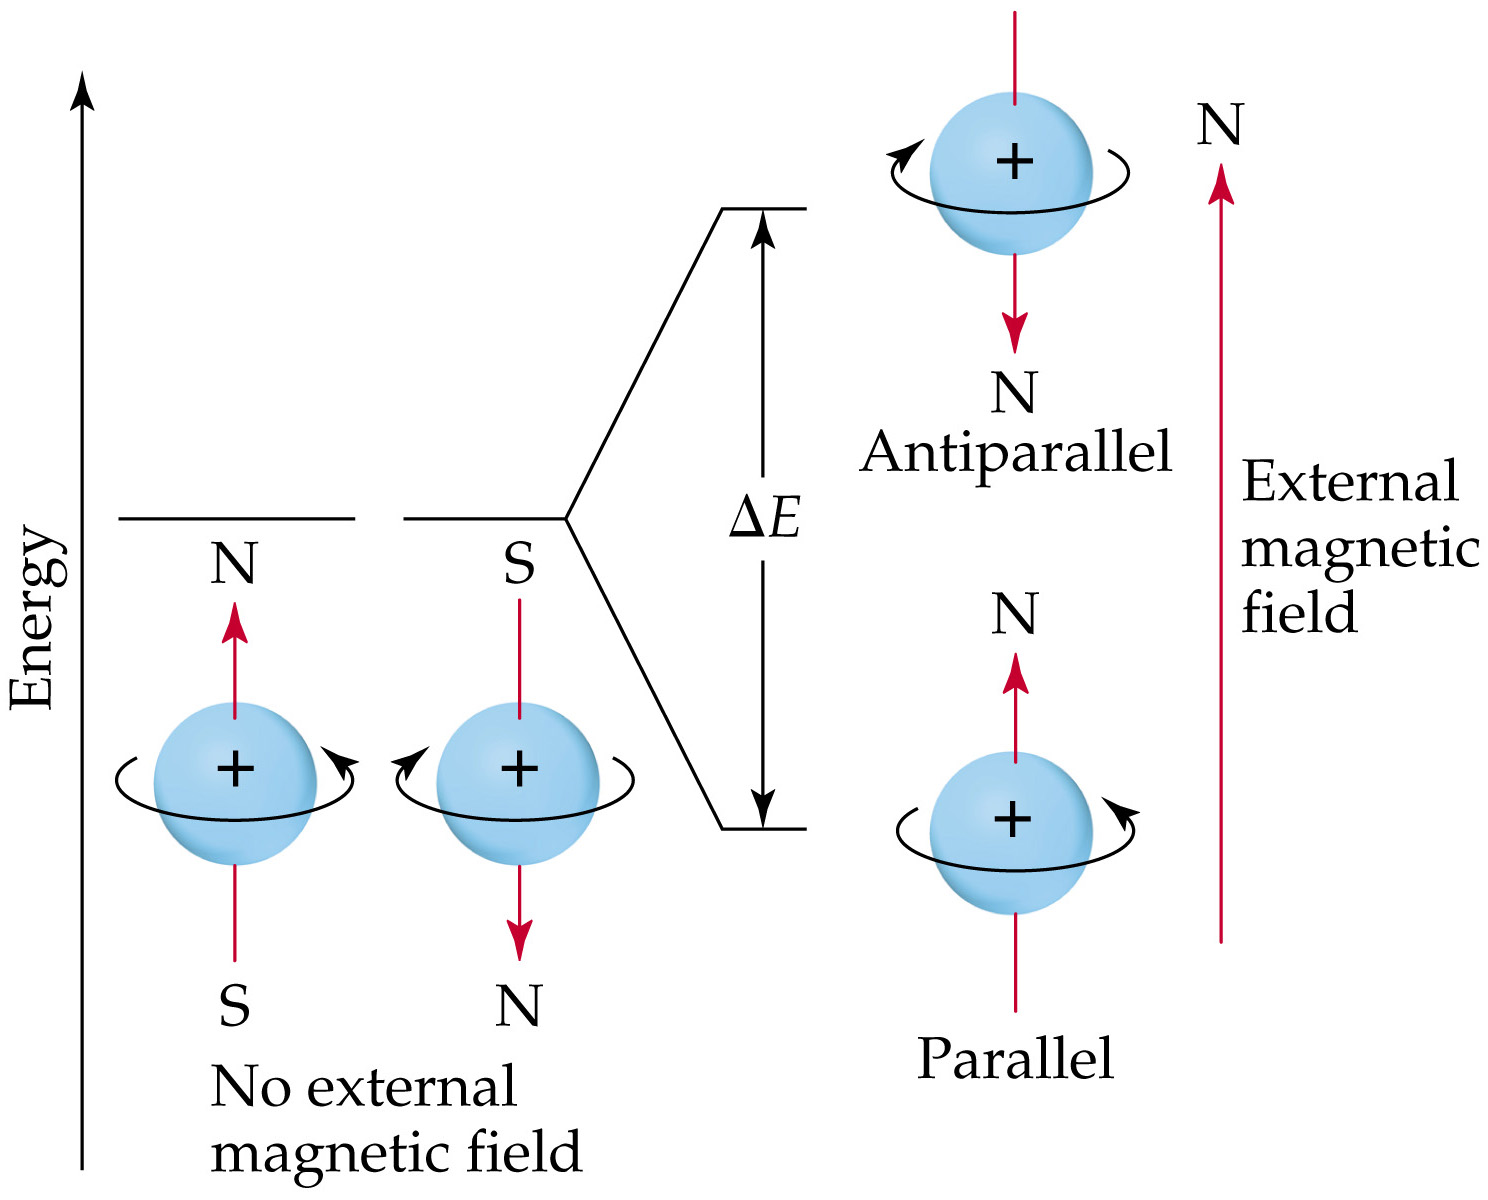 Energy
N
S
+
+
S
N
No external
magnetic field
ΔE
+
N
Antiparallel
N
+
Parallel
N
External
magnetic
field